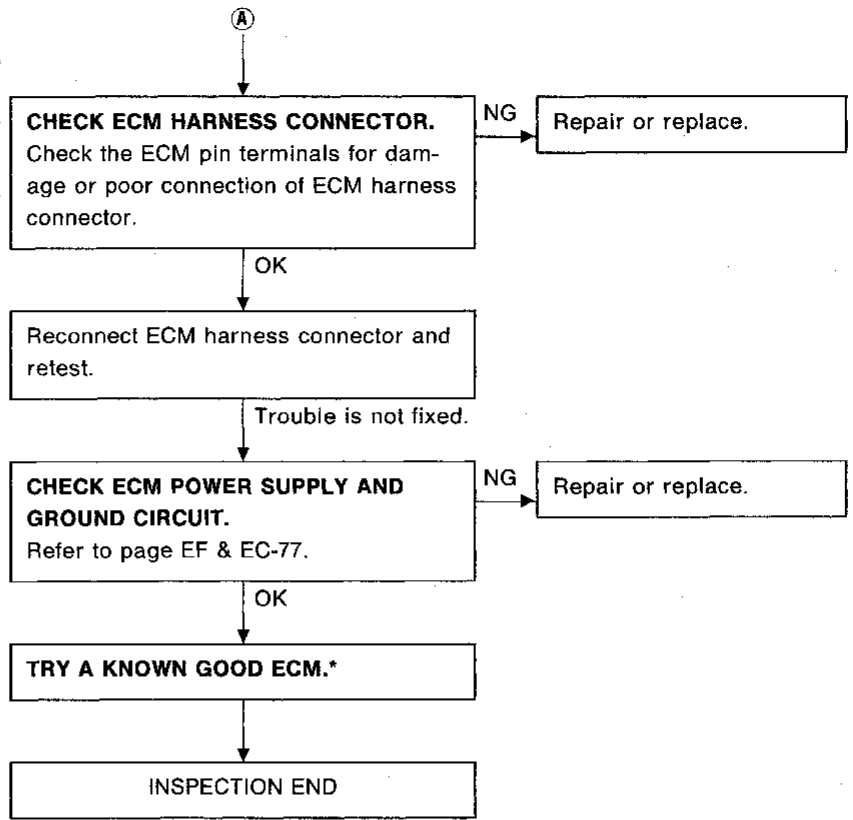 Ⓐ
CHECK ECM HARNESS CONNECTOR.
Check the ECM pin terminals for dam-
age or poor connection of ECM harness
connector.
NG
Repair or replace.
OK
Reconnect ECM harness connector and
retest.
Trouble is not fixed.
CHECK ECM POWER SUPPLY AND
GROUND CIRCUIT.
Refer to page EF & EC-77.
NG
Repair or replace.
OK
TRY A KNOWN GOOD ECM.*
INSPECTION END